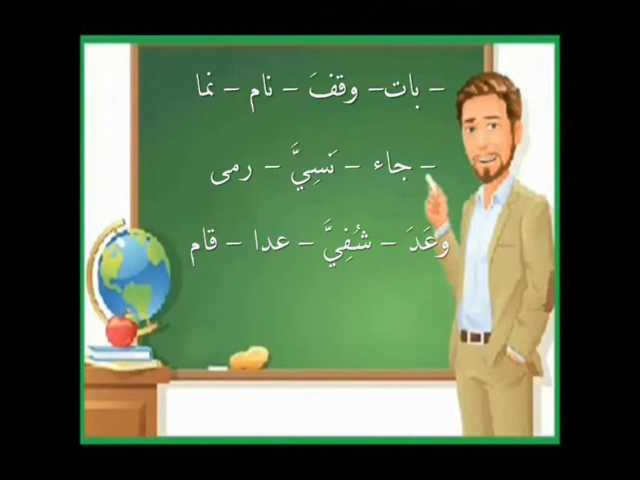 - بات- وقفَ - نام - نما
- جاء - نَسِيَّ - رمى
وعَدَ - شُفِيَّ - عدا - قام